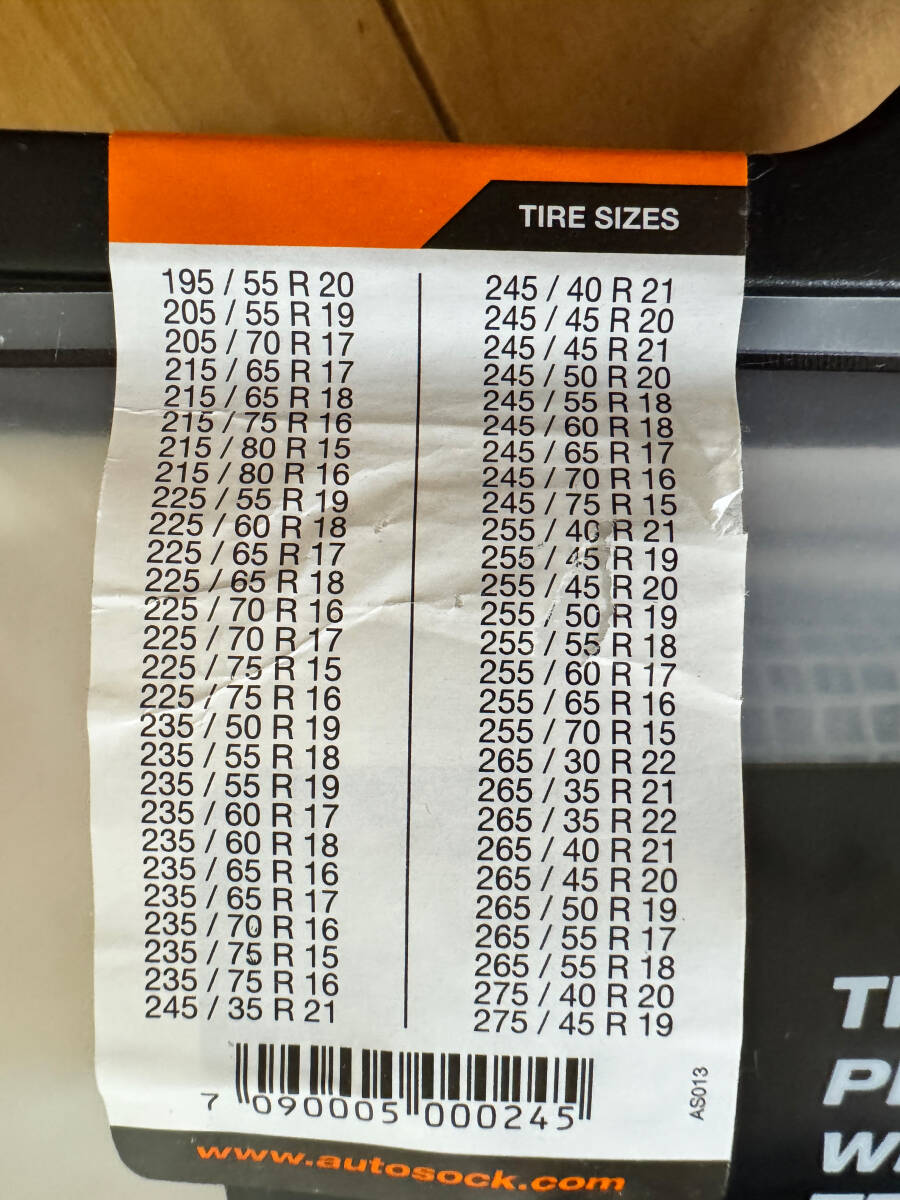 TIRE SIZES
195 / 55 R 20
205 / 55 R 19
205 / 70 R 17
215 / 65 R 17
215 / 65 R 18
215 / 75 R 16
215 / 80 R 15
215 / 80 R 16
225 / 55 R 19
225 / 60 R 18
225 / 65 R 17
225 / 65 R 18
225 / 70 R 16
225 / 70 R 17
225 / 75 R 15
225 / 75 R 16
235 / 50 R 19
235 / 55 R 18
235 / 55 R 19
235 / 60 R 17
235 / 60 R 18
235 / 65 R 16
235 / 65 R 17
235 / 70 R 16
235 / 75 R 15
235 / 75 R 16
245 / 35 R 21
245 / 40 R 21
245 / 45 R 20
245 / 45 R 21
245 / 50 R 20
245 / 55 R 18
245 / 60 R 18
245 / 65 R 17
245 / 70 R 16
245 / 75 R 15
255 / 40 R 21
255 / 45 R 19
255 / 45 R 20
255 / 50 R 19
255 / 55 R 18
255 / 60 R 17
255 / 65 R 16
255 / 70 R 15
265 / 30 R 22
265 / 35 R 21
265 / 35 R 22
265 / 40 R 21
265 / 45 R 20
265 / 50 R 19
265 / 55 R 17
265 / 55 R 18
275 / 40 R 20
275 / 45 R 19
7 090005 000245
AS013
www.autosock.com